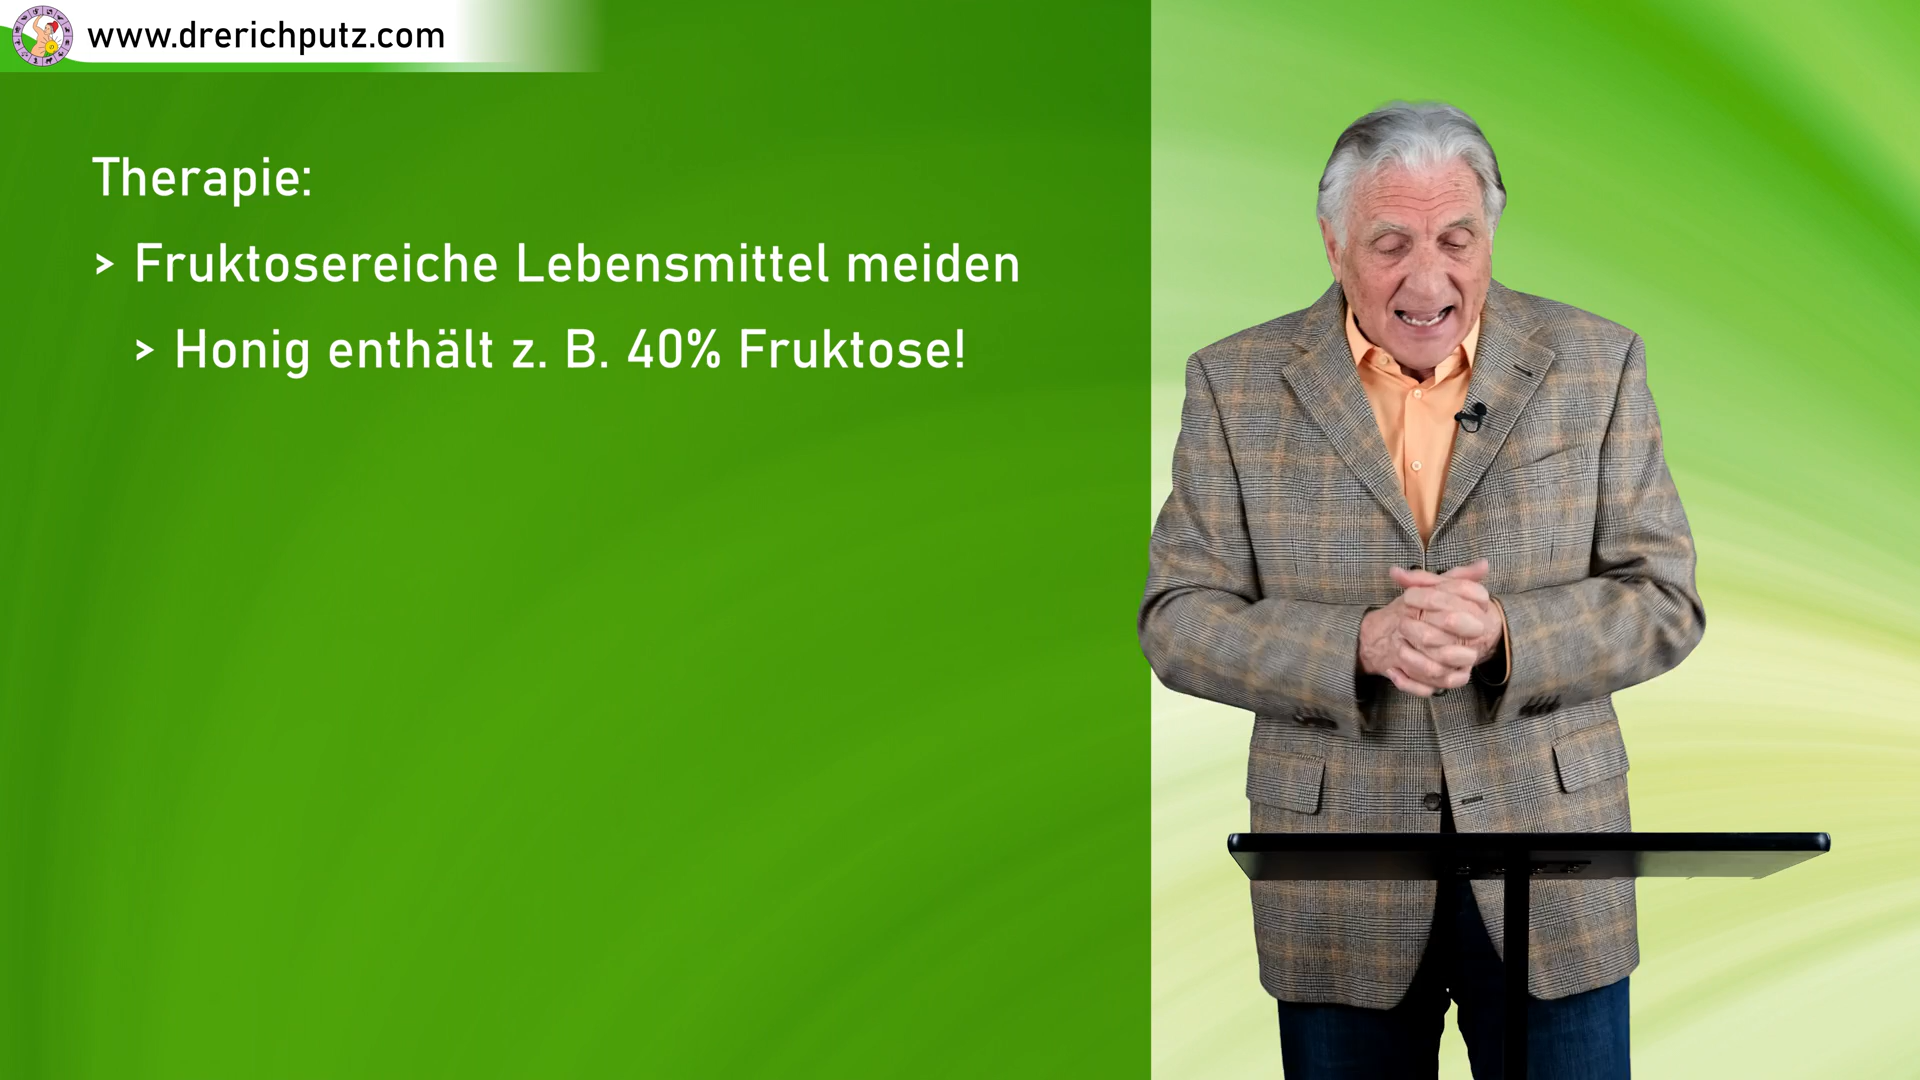 www.drerichputz.com
Therapie:
> Fruktosereiche Lebensmittel meiden
> Honig enthält z. B. 40% Fruktose!